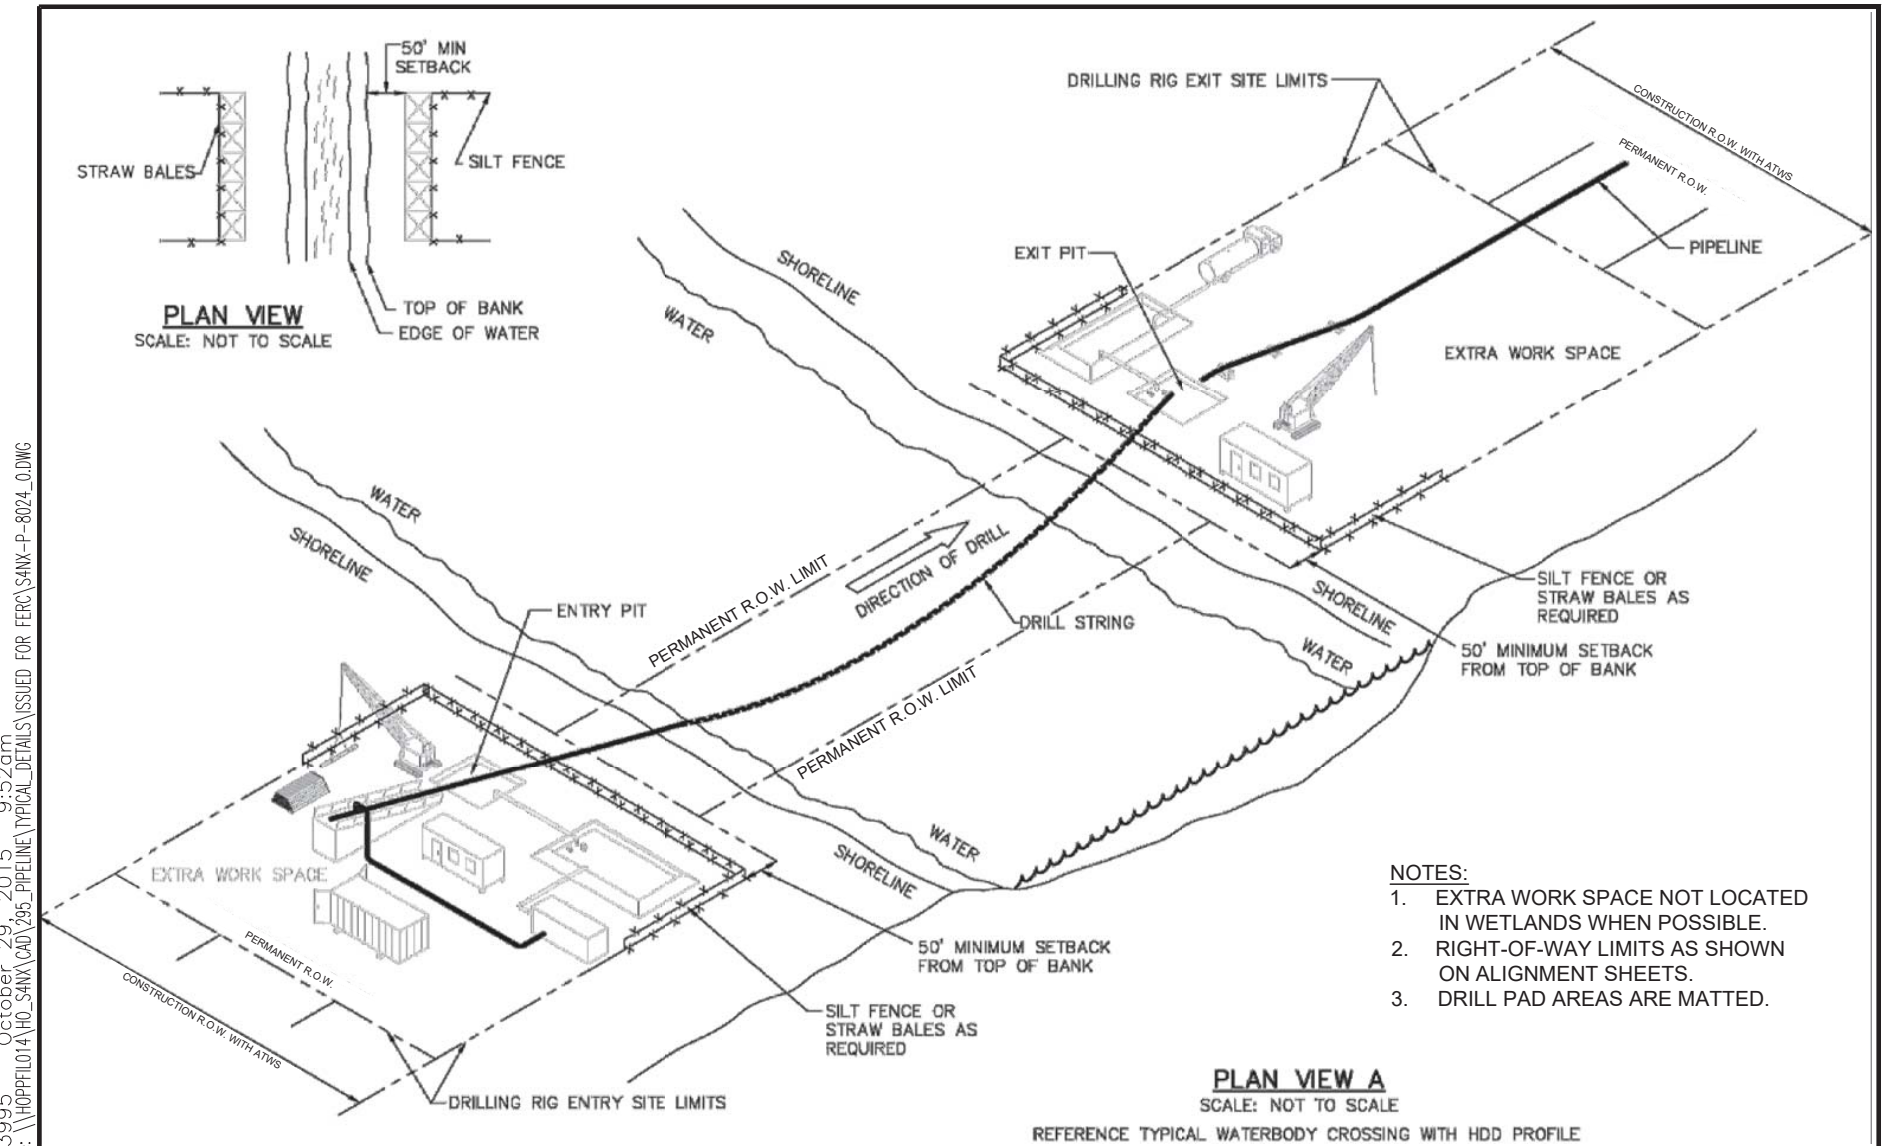 50' MIN
SETBACK
STRAW BALES
SILT FENCE
TOP OF BANK
EDGE OF WATER
PLAN VIEW
SCALE: NOT TO SCALE
DRILLING RIG EXIT SITE LIMITS
CONSTRUCTION R.O.W. WITH ATWS
PERMANENT R.O.W.
PIPELINE
EXIT PIT
EXTRA WORK SPACE
SHORELINE
WATER
WATER
SHORELINE
ENTRY PIT
PERMANENT R.O.W. LIMIT
DIRECTION OF DRILL
DRILL STRING
PERMANENT R.O.W. LIMIT
SHORELINE
WATER
SILT FENCE OR
STRAW BALES AS
REQUIRED
50' MINIMUM SETBACK
FROM TOP OF BANK
WATER
SHORELINE
EXTRA WORK SPACE
PERMANENT R.O.W.
CONSTRUCTION R.O.W. WITH ATWS
50' MINIMUM SETBACK
FROM TOP OF BANK
SILT FENCE OR
STRAW BALES AS
REQUIRED
DRILLING RIG ENTRY SITE LIMITS
NOTES:
1. EXTRA WORK SPACE NOT LOCATED
IN WETLANDS WHEN POSSIBLE.
2. RIGHT-OF-WAY LIMITS AS SHOWN
ON ALIGNMENT SHEETS.
3. DRILL PAD AREAS ARE MATTED.
PLAN VIEW A
SCALE: NOT TO SCALE
REFERENCE TYPICAL WATERBODY CROSSING WITH HDD PROFILE
October 29, 2015 9:52am
:\\HOPPFIL014\HO_S4NX\CAD\295_PIPELINE\TYPICAL_DETAILS\ISSUED FOR FERC\S4NX-P-8024_0.DWG